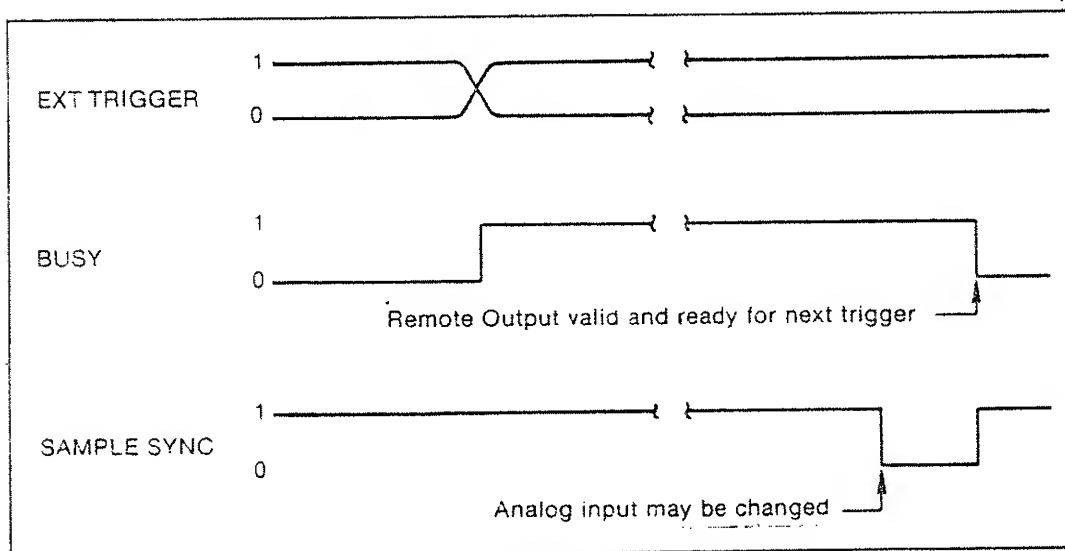 1
EXT TRIGGER
0
1
BUSY
0
Remote Output valid and ready for next trigger
1
SAMPLE SYNC
0
Analog input may be changed